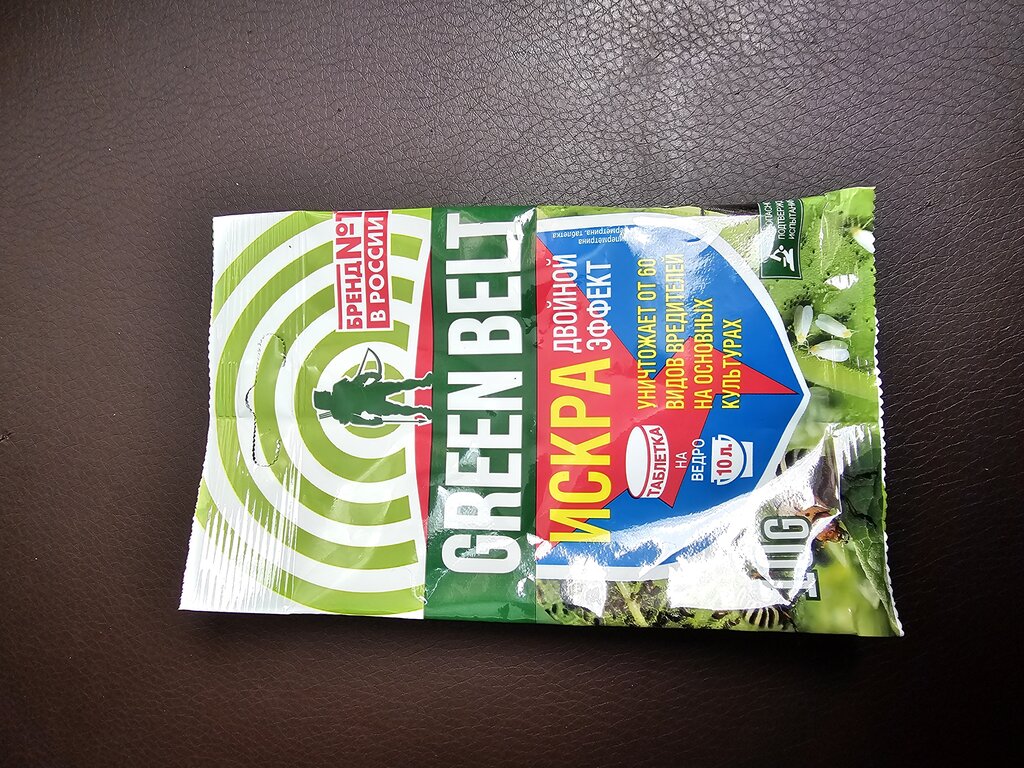 БРЕНД №1
В РОССИИ
GREEN BELT
ИСКРА
ДВОЙНОЙ
ЭФФЕКТ
таблетка
УНИЧТОЖАЕТ ОТ 60
ВИДОВ ВРЕДИТЕЛЕЙ
НА ОСНОВНЫХ
КУЛЬТУРАХ
ТАБЛЕТКА
НА
ВЕДРО
10 л.